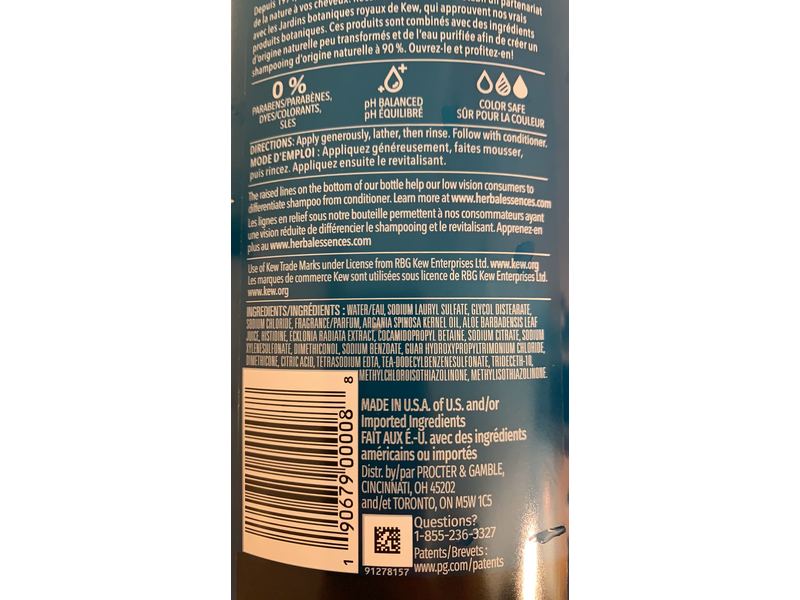 de la nature à vos cheveux.
avec les Jardins botaniques royaux de Kew, qui approuvent nos vrais
produits botaniques. Ces produits sont combinés avec des ingrédients
d'origine naturelle peu transformés et de l'eau purifiée afin de créer un
shampooing d'origine naturelle à 90 %. Ouvrez-le et profitez-en!
0 %
PARABENS/PARABÈNES,
DYES/COLORANTS,
SLES
pH BALANCED
pH ÉQUILIBRÉ
COLOR SAFE
SÛR POUR LA COULEUR
DIRECTIONS: Apply generously, lather, then rinse. Follow with conditioner.
MODE D'EMPLOI : Appliquez généreusement, faites mousser,
puis rincez. Appliquez ensuite le revitalisant.
The raised lines on the bottom of our bottle help our low vision consumers to
differentiate shampoo from conditioner. Learn more at www.herbalessences.com
Les lignes en relief sous notre bouteille permettent à nos consommateurs ayant
une vision réduite de différencier le shampooing et le revitalisant. Apprenez-en
plus au www.herbalessences.com
Use of Kew Trade Marks under License from RBG Kew Enterprises Ltd. www.kew.org
Les marques de commerce Kew sont utilisées sous licence de RBG Kew Enterprises Ltd.
www.kew.org
INGREDIENTS/INGRÉDIENTS : WATER/EAU, SODIUM LAURYL SULFATE, GLYCOL DISTEARATE,
SODIUM CHLORIDE, FRAGRANCE/PARFUM, ARGANIA SPINOSA KERNEL OIL, ALOE BARBADENSIS LEAF
JUICE, HISTIDINE, ECKLONIA RADIATA EXTRACT, COCAMIDOPROPYL BETAINE, SODIUM CITRATE, SODIUM
XYLENESULFONATE, DIMETHICONOL, SODIUM BENZOATE, GUAR HYDROXYPROPYLTRIMONIUM CHLORIDE,
DIMETHICONE, CITRIC ACID, TETRASODIUM EDTA, TEA-DODECYLBENZENESULFONATE, TRIDECETH-10,
METHYLCHLOROISOTHIAZOLINONE, METHYLISOTHIAZOLINONE.
1 90679 00008 8
MADE IN U.S.A. of U.S. and/or
Imported Ingredients
FAIT AUX É.-U. avec des ingrédients
américains ou importés
Distr. by/par PROCTER & GAMBLE,
CINCINNATI, OH 45202
and/et TORONTO, ON M5W 1C5
Questions?
1-855-236-3327
Patents/Brevets :
www.pg.com/patents
91278157